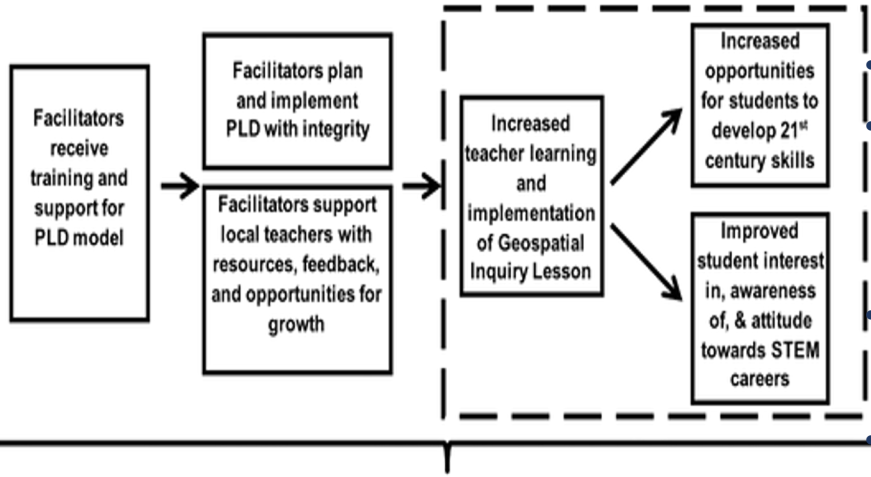 Facilitators
receive
training and
support for
PLD model
Facilitators plan
and implement
PLD with integrity
Facilitators support
local teachers with
resources, feedback,
and opportunities for
growth
Increased
teacher learning
and
implementation
of Geospatial
Inquiry Lesson
Increased
opportunities
for students to
develop 21st
century skills
Improved
student interest
in, awareness
of, & attitude
towards STEM
careers